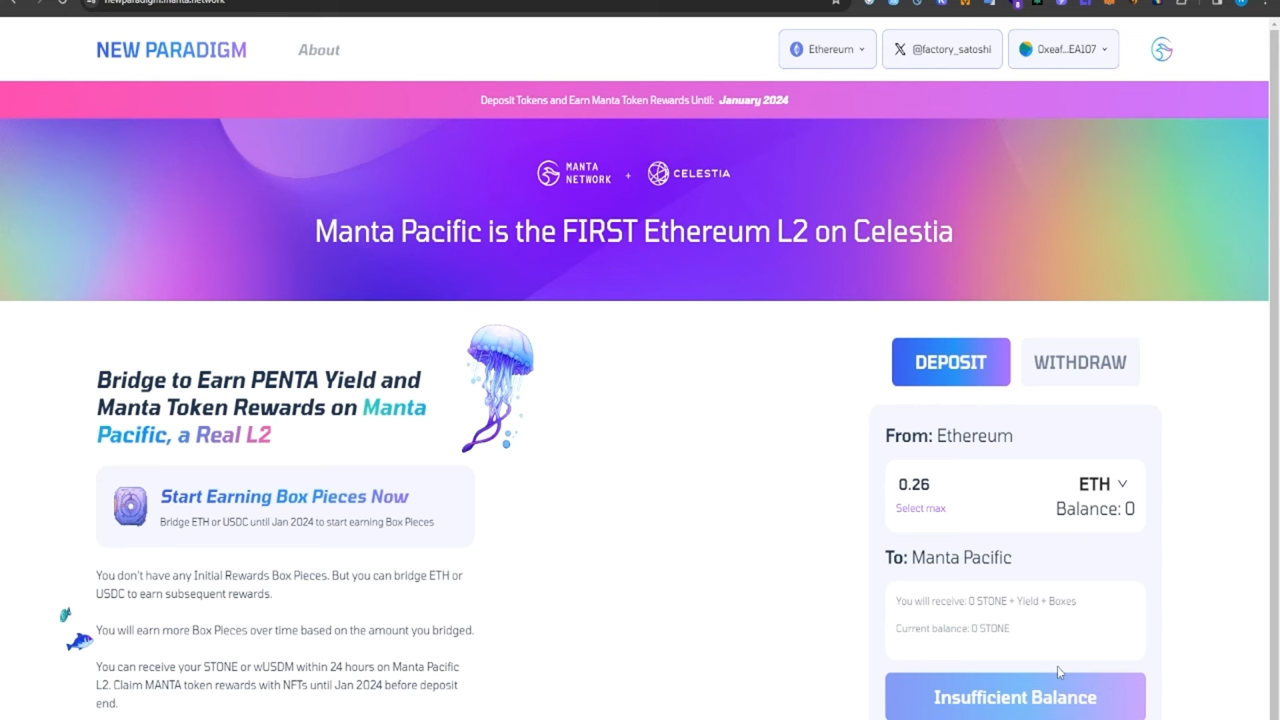 newparadigm.manta.network
NEW PARADIGM
About
Ethereum
@factory_satoshi
0xeaf...EA107
Deposit Tokens and Earn Manta Token Rewards Until: January 2024
MANTA
NETWORK
+
CELESTIA
Manta Pacific is the FIRST Ethereum L2 on Celestia
Bridge to Earn PENTA Yield and
Manta Token Rewards on Manta
Pacific, a Real L2
Start Earning Box Pieces Now
Bridge ETH or USDC until Jan 2024 to start earning Box Pieces
You don't have any Initial Rewards Box Pieces. But you can bridge ETH or
USDC to earn subsequent rewards.
You will earn more Box Pieces over time based on the amount you bridged.
You can receive your STONE or wUSDM within 24 hours on Manta Pacific
L2. Claim MANTA token rewards with NFTs until Jan 2024 before deposit
end.
DEPOSIT
WITHDRAW
From: Ethereum
0.26
ETH
Select max
Balance: 0
To: Manta Pacific
You will receive: 0 STONE + Yield + Boxes
Current balance: 0 STONE
Insufficient Balance